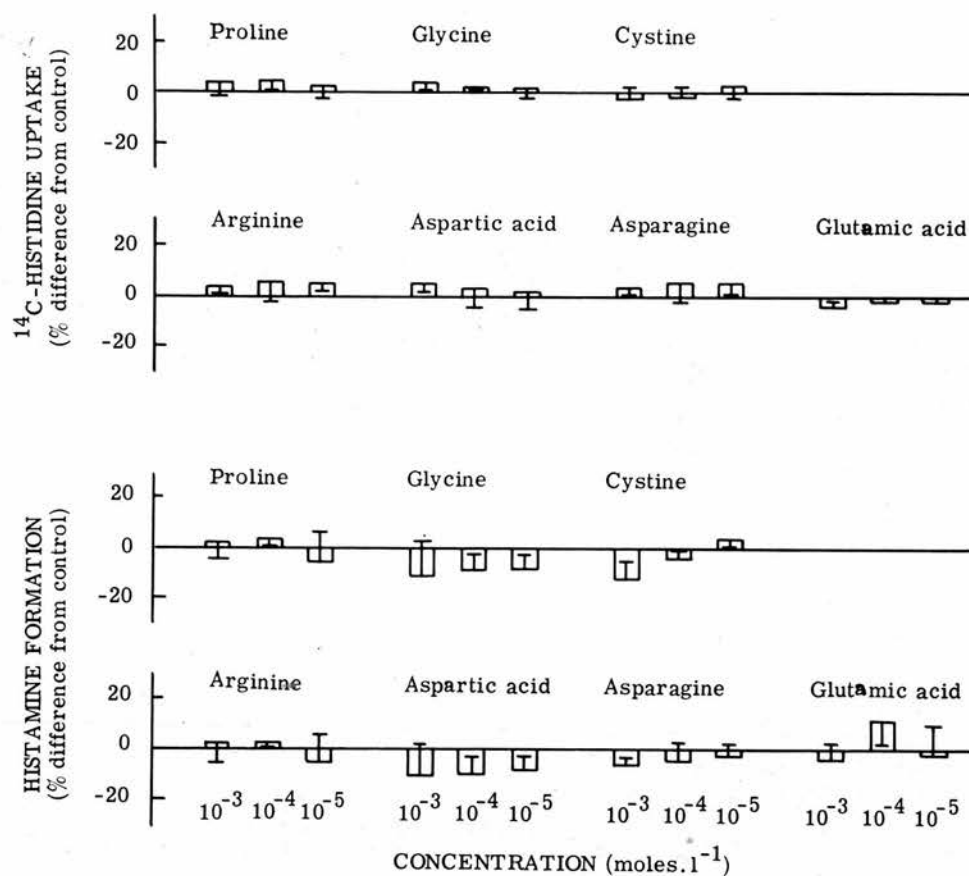 ¹⁴C-HISTIDINE UPTAKE
(% difference from control)
Proline Glycine Cystine
20
0
-20
Arginine Aspartic acid Asparagine Glutamic acid
20
0
-20
HISTAMINE FORMATION
(% difference from control)
Proline Glycine Cystine
20
0
-20
Arginine Aspartic acid Asparagine Glutamic acid
20
0
-20
10⁻³ 10⁻⁴ 10⁻⁵ 10⁻³ 10⁻⁴ 10⁻⁵ 10⁻³ 10⁻⁴ 10⁻⁵ 10⁻³ 10⁻⁴ 10⁻⁵
CONCENTRATION (moles.l⁻¹)